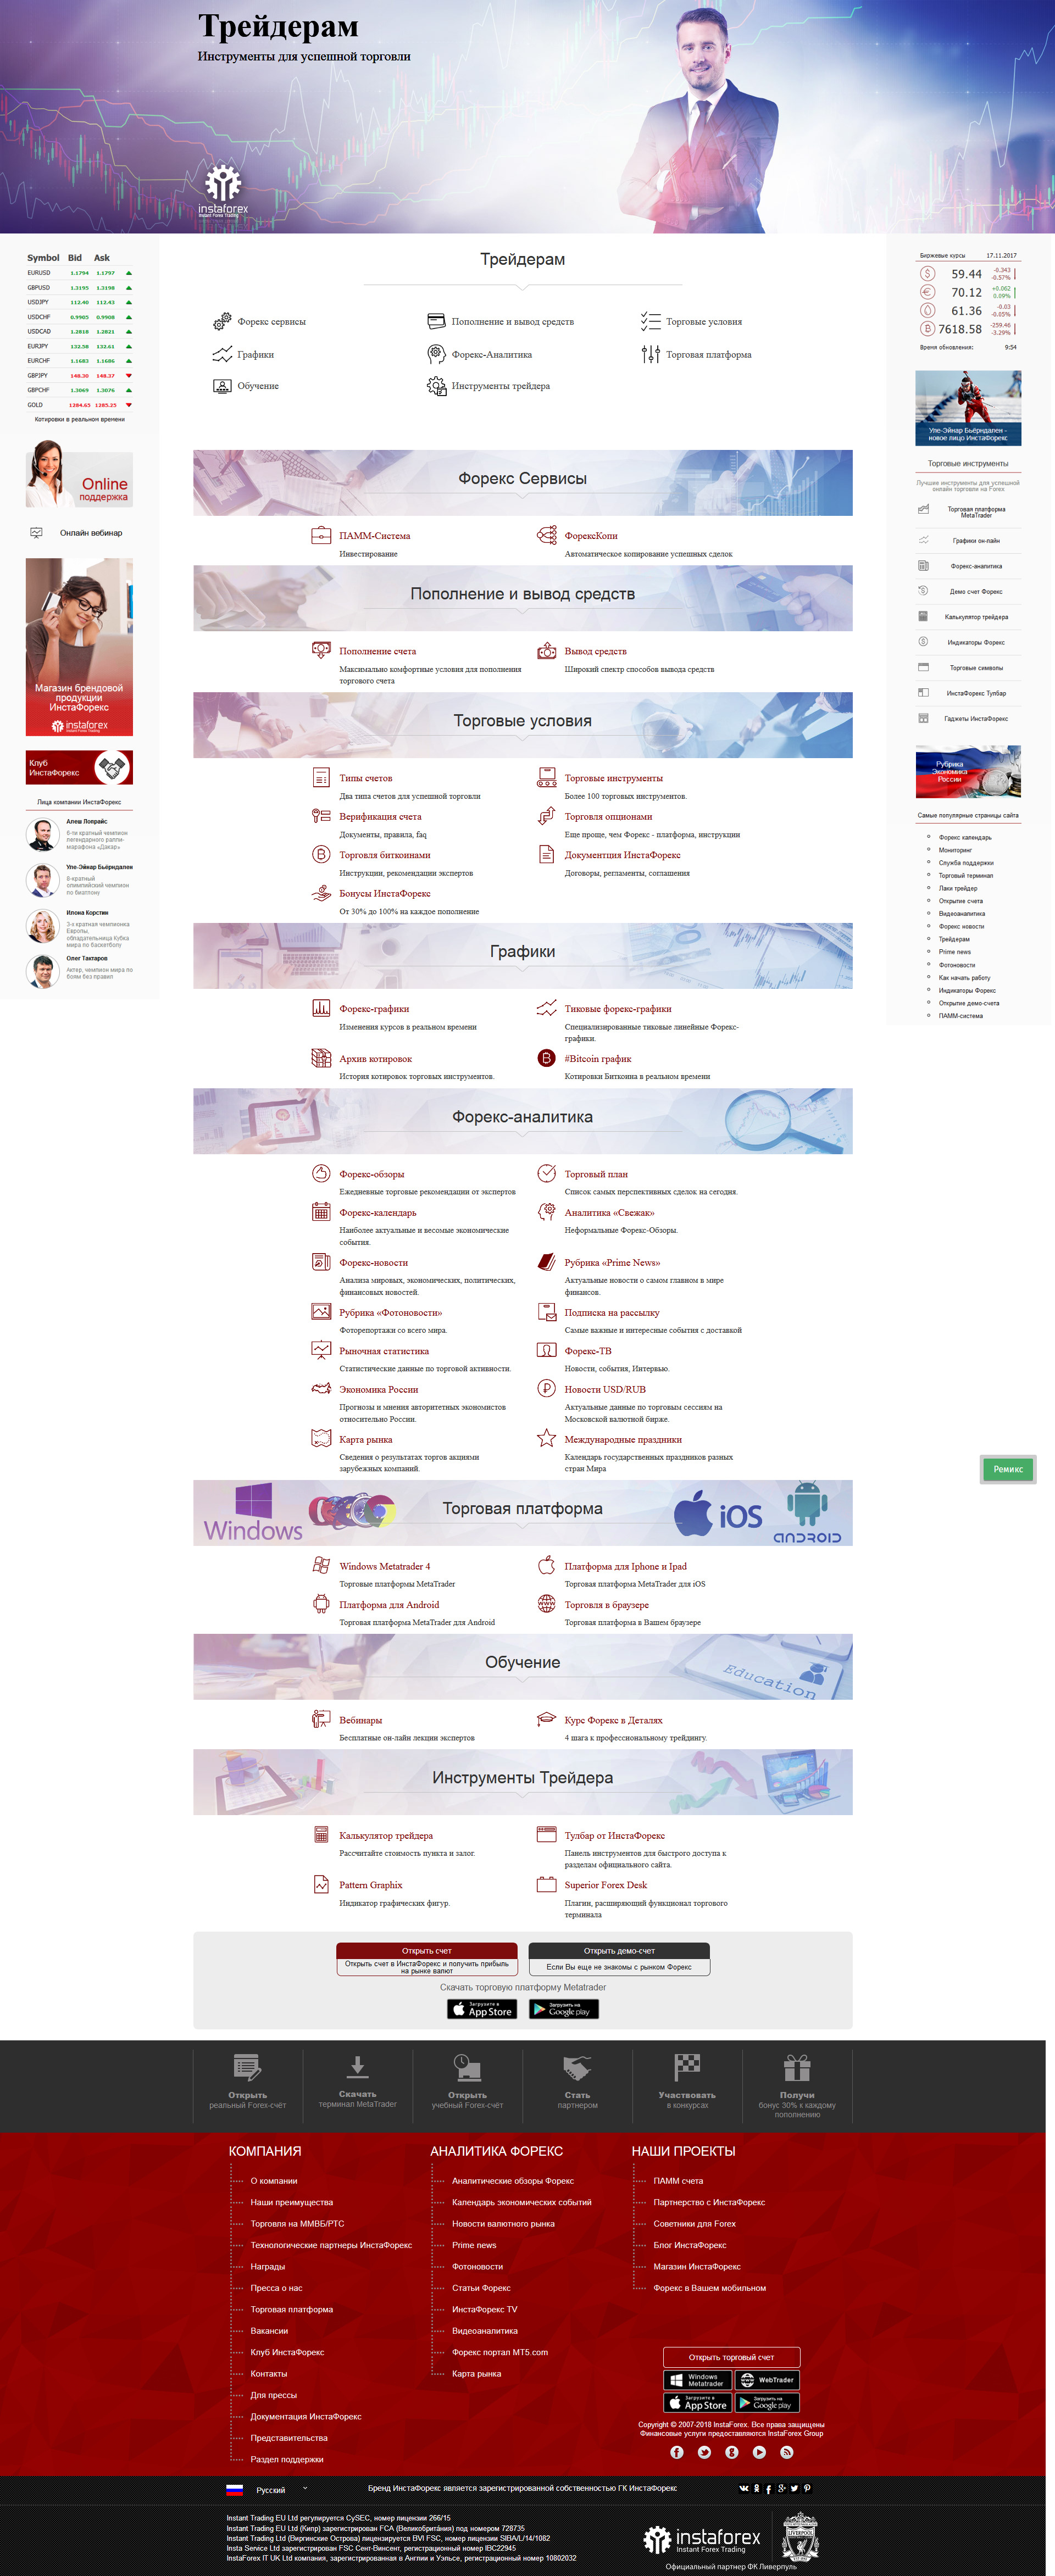 Трейдерам
Инструменты для успешной торговли
instaforex
Instant Forex Trading
Symbol Bid Ask
EURUSD 1.1794 1.1797
GBPUSD 1.3195 1.3198
USDJPY 112.40 112.43
USDCHF 0.9905 0.9908
USDCAD 1.2818 1.2821
EURJPY 132.58 132.61
EURCHF 1.1683 1.1686
GBPJPY 148.30 148.37
GBPCHF 1.3069 1.3076
GOLD 1284.65 1285.25
Котировки в реальном времени
Online
поддержка
Онлайн вебинар
Магазин брендовой
продукции
ИнстаФорекс
instaforex
Instant Forex Trading
Клуб
ИнстаФорекс
Лица компании ИнстаФорекс
Алеш Лопрайс
6-ти кратный чемпион
легендарного ралли-
марафона «Дакар»
Уле-Эйнар Бьёрндален
8-кратный
олимпийский чемпион
по биатлону
Илона Корстин
3-х кратная чемпионка
Европы,
обладательница Кубка
мира по баскетболу
Олег Тактаров
Актер, чемпион мира по
боям без правил
Трейдерам
Форекс сервисы
Пополнение и вывод средств
Торговые условия
Графики
Форекс-Аналитика
Торговая платформа
Обучение
Инструменты трейдера
Форекс Сервисы
ПАММ-Система
Инвестирование
ФорексКопи
Автоматическое копирование успешных сделок
Пополнение и вывод средств
Пополнение счета
Максимально комфортные условия для пополнения
торгового счета
Вывод средств
Широкий спектр способов вывода средств
Торговые условия
Типы счетов
Два типа счетов для успешной торговли
Торговые инструменты
Более 100 торговых инструментов.
Верификация счета
Документы, правила, faq
Торговля опционами
Еще проще, чем Форекс - платформа, инструкции
Торговля биткоинами
Инструкции, рекомендации экспертов
Документция ИнстаФорекс
Договоры, регламенты, соглашения
Бонусы ИнстаФорекс
От 30% до 100% на каждое пополнение
Графики
Форекс-графики
Изменения курсов в реальном времени
Тиковые форекс-графики
Специализированные тиковые линейные Форекс-
графики.
Архив котировок
История котировок торговых инструментов.
#Bitcoin график
Котировки Биткоина в реальном времени
Форекс-аналитика
Форекс-обзоры
Ежедневные торговые рекомендации от экспертов
Торговый план
Список самых перспективных сделок на сегодня.
Форекс-календарь
Наиболее актуальные и весомые экономические
события.
Аналитика «Свежак»
Неформальные Форекс-Обзоры.
Форекс-новости
Анализа мировых, экономических, политических,
финансовых новостей.
Рубрика «Prime News»
Актуальные новости о самом главном в мире
финансов.
Рубрика «Фотоновости»
Фоторепортажи со всего мира.
Подписка на рассылку
Самые важные и интересные события с доставкой
Рыночная статистика
Статистические данные по торговой активности.
Форекс-ТВ
Новости, события, Интервью.
Экономика России
Прогнозы и мнения авторитетных экономистов
относительно России.
Новости USD/RUB
Актуальные данные по торговым сессиям на
Московской валютной бирже.
Карта рынка
Сведения о результатах торгов акциями
зарубежных компаний.
Международные праздники
Календарь государственных праздников разных
стран Мира
Windows
Торговая платформа
iOS
ANDROID
Windows Metatrader 4
Торговые платформы MetaTrader
Платформа для Iphone и Ipad
Торговая платформа MetaTrader для iOS
Платформа для Android
Торговая платформа MetaTrader для Android
Торговля в браузере
Торговая платформа в Вашем браузере
Обучение
Education
Вебинары
Бесплатные он-лайн лекции экспертов
Курс Форекс в Деталях
4 шага к профессиональному трейдингу.
Инструменты Трейдера
Калькулятор трейдера
Рассчитайте стоимость пункта и залог.
Тулбар от ИнстаФорекс
Панель инструментов для быстрого доступа к
разделам официального сайта.
Pattern Graphix
Индикатор графических фигур.
Superior Forex Desk
Плагин, расширяющий функционал торгового
терминала
Открыть счет
Открыть счет в ИнстаФорекс и получить прибыль
на рынке валют
Открыть демо-счет
Если Вы еще не знакомы с рынком Форекс
Скачать торговую платформу Metatrader
Загрузите в
App Store
Загрузить на
Google play
Биржевые курсы 17.11.2017
59.44 -0.343 -0.57%
70.12 +0.062 0.09%
61.36 -0.03 -0.05%
7618.58 -259.46 -3.29%
Время обновления: 9:54
Уле-Эйнар Бьёрндален -
новое лицо ИнстаФорекс
Торговые инструменты
Лучшие инструменты для успешной
онлайн торговли на Forex
Торговая платформа
MetaTrader
Графики он-лайн
Форекс-аналитика
Демо счет Форекс
Калькулятор трейдера
Индикаторы Форекс
Торговые символы
ИнстаФорекс Тулбар
Гаджеты ИнстаФорекс
Рубрика
Экономика
России
Самые популярные страницы сайта
Форекс календарь
Мониторинг
Служба поддержки
Торговый терминал
Лаки трейдер
Открытие счета
Видеоаналитика
Форекс новости
Трейдерам
Prime news
Фотоновости
Как начать работу
Индикаторы Форекс
Открытие демо-счета
ПАММ-система
Ремикс
Открыть
реальный Forex-счёт
Скачать
терминал MetaTrader
Открыть
учебный Forex-счёт
Стать
партнером
Участвовать
в конкурсах
Получи
бонус 30% к каждому
пополнению
КОМПАНИЯ
О компании
Наши преимущества
Торговля на ММВБ/РТС
Технологические партнеры ИнстаФорекс
Награды
Пресса о нас
Торговая платформа
Вакансии
Клуб ИнстаФорекс
Контакты
Для прессы
Документация ИнстаФорекс
Представительства
Раздел поддержки
АНАЛИТИКА ФОРЕКС
Аналитические обзоры Форекс
Календарь экономических событий
Новости валютного рынка
Prime news
Фотоновости
Статьи Форекс
ИнстаФорекс TV
Видеоаналитика
Форекс портал MT5.com
Карта рынка
НАШИ ПРОЕКТЫ
ПАММ счета
Партнерство с ИнстаФорекс
Советники для Forex
Блог ИнстаФорекс
Магазин ИнстаФорекс
Форекс в Вашем мобильном
Открыть торговый счет
Windows
Metatrader
WebTrader
Загрузите в
App Store
Загрузить на
Google play
Copyright © 2007-2018 InstaForex. Все права защищены
Финансовые услуги предоставляются InstaForex Group
Русский
Бренд ИнстаФорекс является зарегистрированной собственностью ГК ИнстаФорекс
Instant Trading EU Ltd регулируется CySEC, номер лицензии 266/15
Instant Trading EU Ltd (Кипр) зарегистрирован FCA (Великобрита́ния) под номером 728735
Instant Trading Ltd (Виргинские Острова) лицензируется BVI FSC, номер лицензии SIBA/L/14/1082
Insta Service Ltd зарегистрирован FSC Сент-Винсент, регистрационный номер IBC22945
InstaForex IT UK Ltd компания, зарегистрированная в Англии и Уэльсе, регистрационный номер 10802032
instaforex
Instant Forex Trading
Официальный партнер ФК Ливерпуль